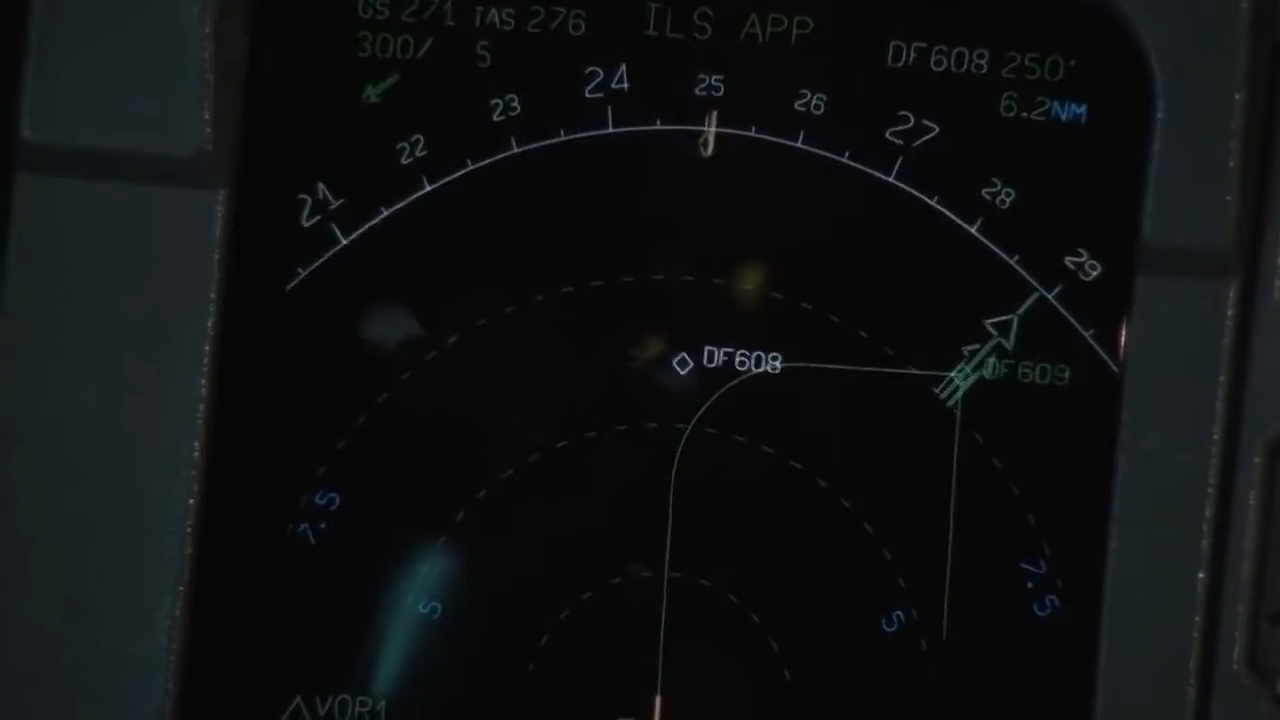 GS 271 TAS 276 ILS APP
300/ 5
DF608 250°
6.2NM
21 22 23 24 25 26 27 28 29
DF608
DF609
7.5
7.5
5
5
△VOR1